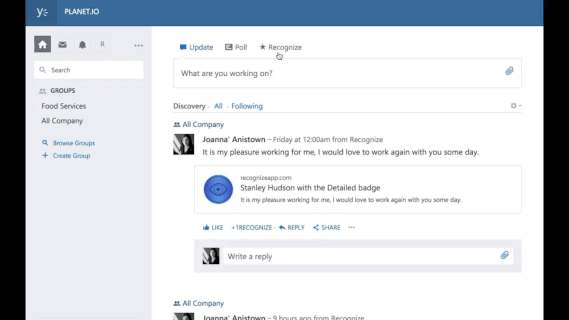 PLANET.IO
R
Search
GROUPS
Food Services
All Company
Browse Groups
Create Group
Update Poll Recognize
What are you working on?
Discovery · All · Following
All Company
Joanna' Anistown – Friday at 12:00am from Recognize
It is my pleasure working for me, I would love to work again with you some day.
recognizeapp.com
Stanley Hudson with the Detailed badge
It is my pleasure working for me, I would love to work again with you some day.
LIKE +1RECOGNIZE · REPLY SHARE ···
Write a reply
All Company
Joanna' Anistown – 9 hours ago from Recognize